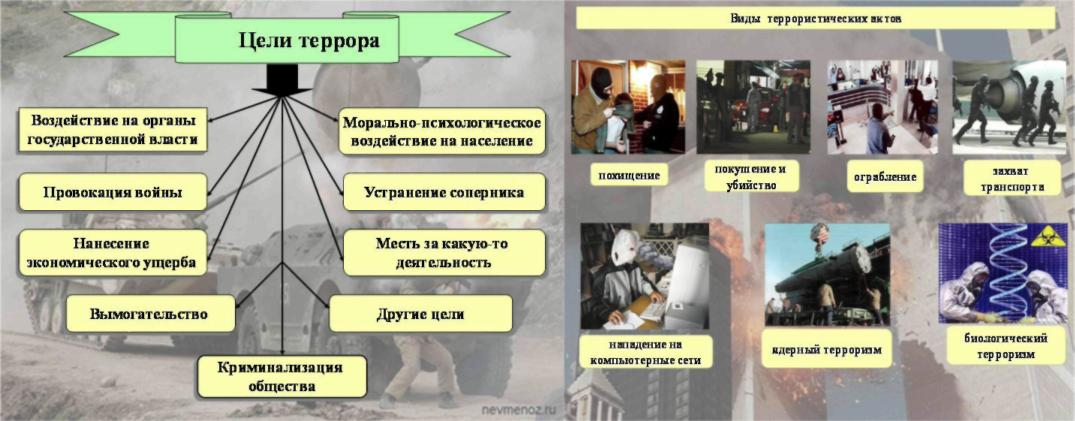 Цели террора
Воздействие на органы
государственной власти
Морально-психологическое
воздействие на население
Провокация войны
Устранение соперника
Нанесение
экономического ущерба
Месть за какую-то
деятельность
Вымогательство
Другие цели
Криминализация
общества
nevmenoz.ru
Виды террористических актов
похищение
покушение и
убийство
ограбление
захват
транспорта
нападение на
компьютерные сети
ядерный терроризм
биологический
терроризм